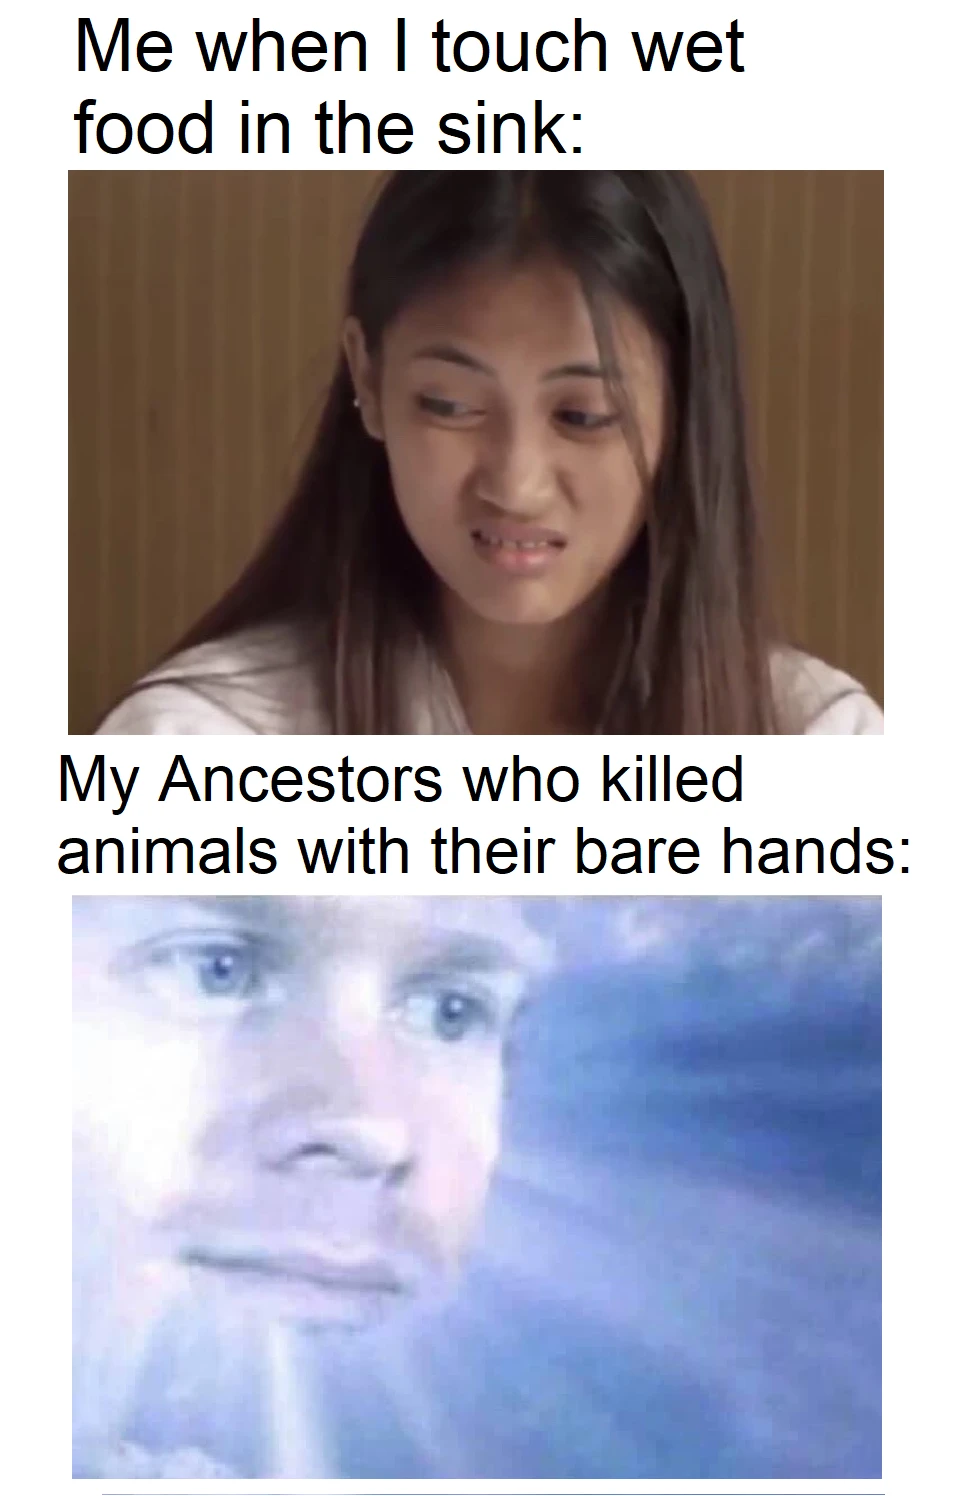 Me when I touch wet
food in the sink:
My Ancestors who killed
animals with their bare hands: